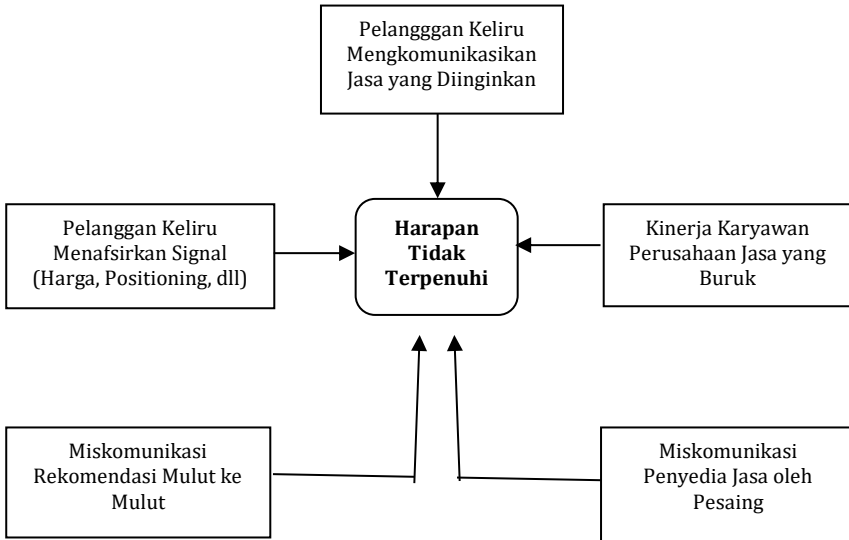 Pelangggan Keliru
Mengkomunikasikan
Jasa yang Diinginkan
Pelanggan Keliru
Menafsirkan Signal
(Harga, Positioning, dll)
Harapan
Tidak
Terpenuhi
Kinerja Karyawan
Perusahaan Jasa yang
Buruk
Miskomunikasi
Rekomendasi Mulut ke
Mulut
Miskomunikasi
Penyedia Jasa oleh
Pesaing